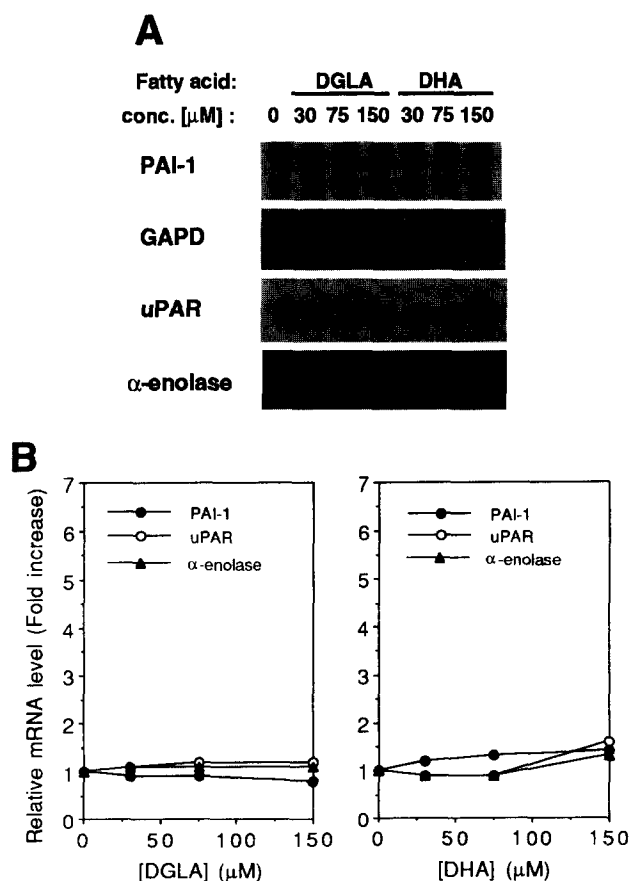 A
Fatty acid: DGLA DHA
conc. [μM] : 0 30 75 150 30 75 150
PAI-1
GAPD
uPAR
α-enolase
B
Relative mRNA level (Fold increase)
7
6
5
4
3
2
1
0
PAI-1
uPAR
α-enolase
0 50 100 150
[DGLA] (μM)
7
6
5
4
3
2
1
0
PAI-1
uPAR
α-enolase
0 50 100 150
[DHA] (μM)